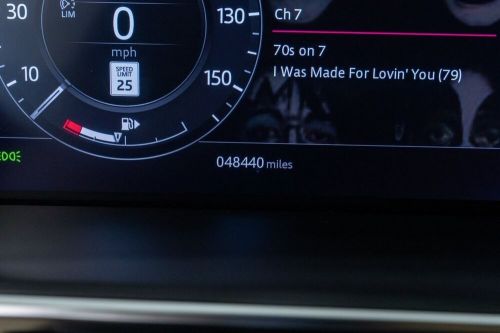 30
LIM
0
mph
SPEED
LIMIT
25
10
130
150
Ch 7
70s on 7
I Was Made For Lovin' You (79)
048440 miles